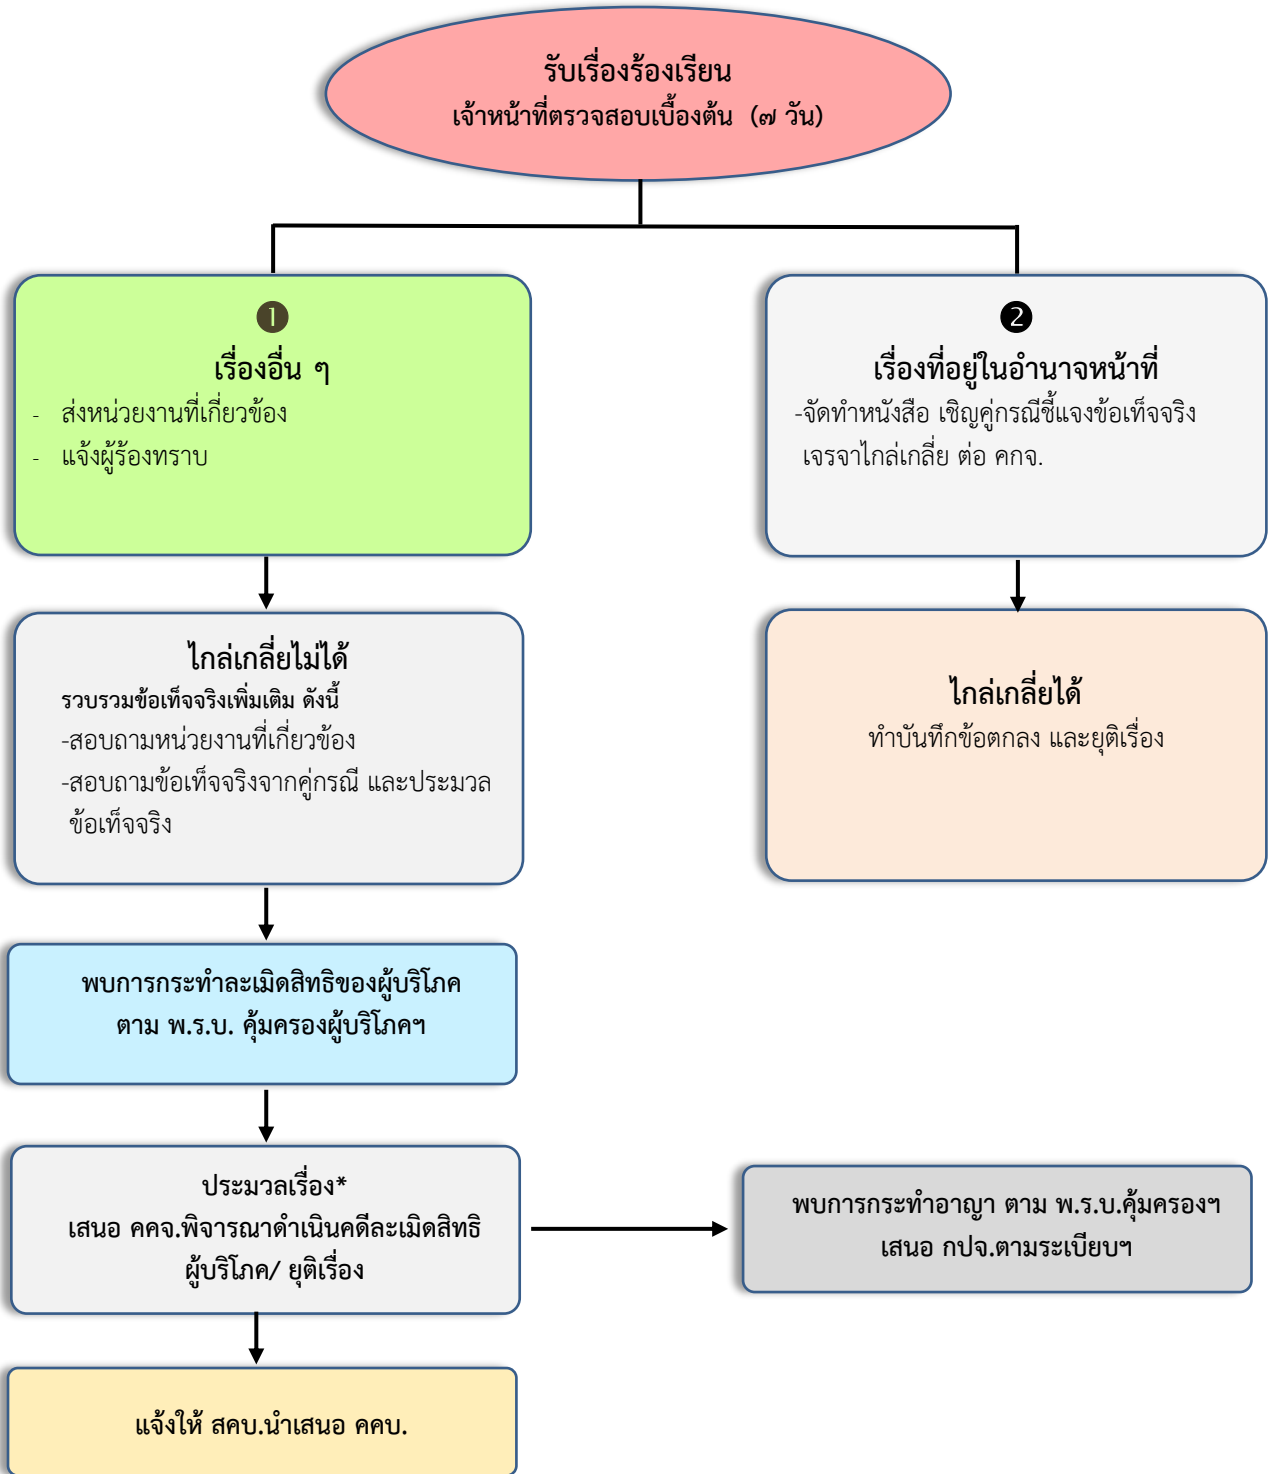 รับเรื่องร้องเรียน
เจ้าหน้าที่ตรวจสอบเบื้องต้น (๗ วัน)
❶
เรื่องอื่น ๆ
- ส่งหน่วยงานที่เกี่ยวข้อง
- แจ้งผู้ร้องทราบ
❷
เรื่องที่อยู่ในอำนาจหน้าที่
-จัดทำหนังสือ เชิญคู่กรณีชี้แจงข้อเท็จจริง
เจรจาไกล่เกลี่ย ต่อ คกจ.
ไกล่เกลี่ยไม่ได้
รวบรวมข้อเท็จจริงเพิ่มเติม ดังนี้
-สอบถามหน่วยงานที่เกี่ยวข้อง
-สอบถามข้อเท็จจริงจากคู่กรณี และประมวล
ข้อเท็จจริง
ไกล่เกลี่ยได้
ทำบันทึกข้อตกลง และยุติเรื่อง
พบการกระทำละเมิดสิทธิของผู้บริโภค
ตาม พ.ร.บ. คุ้มครองผู้บริโภคฯ
ประมวลเรื่อง*
เสนอ คคจ.พิจารณาดำเนินคดีละเมิดสิทธิ
ผู้บริโภค/ ยุติเรื่อง
พบการกระทำอาญา ตาม พ.ร.บ.คุ้มครองฯ
เสนอ กปจ.ตามระเบียบฯ
แจ้งให้ สคบ.นำเสนอ คคบ.